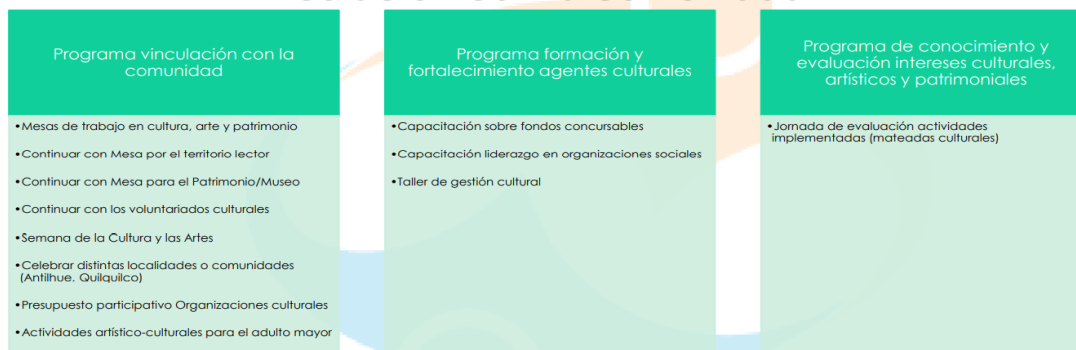 Programa vinculación con la
comunidad
•Mesas de trabajo en cultura, arte y patrimonio
•Continuar con Mesa por el territorio lector
•Continuar con Mesa para el Patrimonio/Museo
•Continuar con los voluntariados culturales
•Semana de la Cultura y las Artes
•Celebrar distintas localidades o comunidades
(Antilhue, Quilquilco)
•Presupuesto participativo Organizaciones culturales
•Actividades artístico-culturales para el adulto mayor
Programa formación y
fortalecimiento agentes culturales
•Capacitación sobre fondos concursables
•Capacitación liderazgo en organizaciones sociales
•Taller de gestión cultural
Programa de conocimiento y
evaluación intereses culturales,
artísticos y patrimoniales
•Jornada de evaluación actividades
implementadas (mateadas culturales)